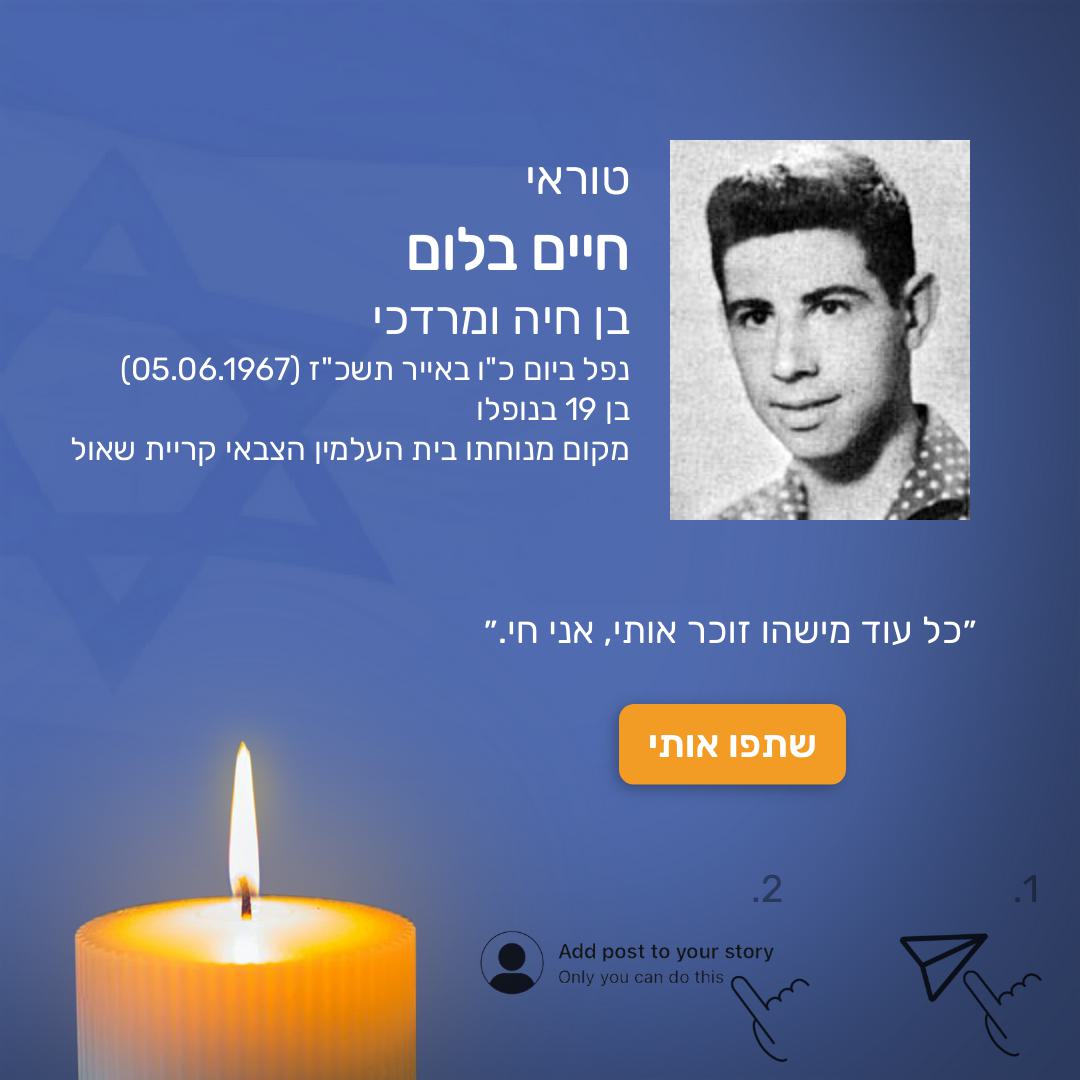 טוראי
חיים בלום
בן חיה ומרדכי
נפל ביום כ"ו באייר תשכ"ז (05.06.1967)
בן 19 בנופלו
מקום מנוחתו בית העלמין הצבאי קריית שאול
״כל עוד מישהו זוכר אותי, אני חי.״
שתפו אותי
1.
2.
Add post to your story
Only you can do this